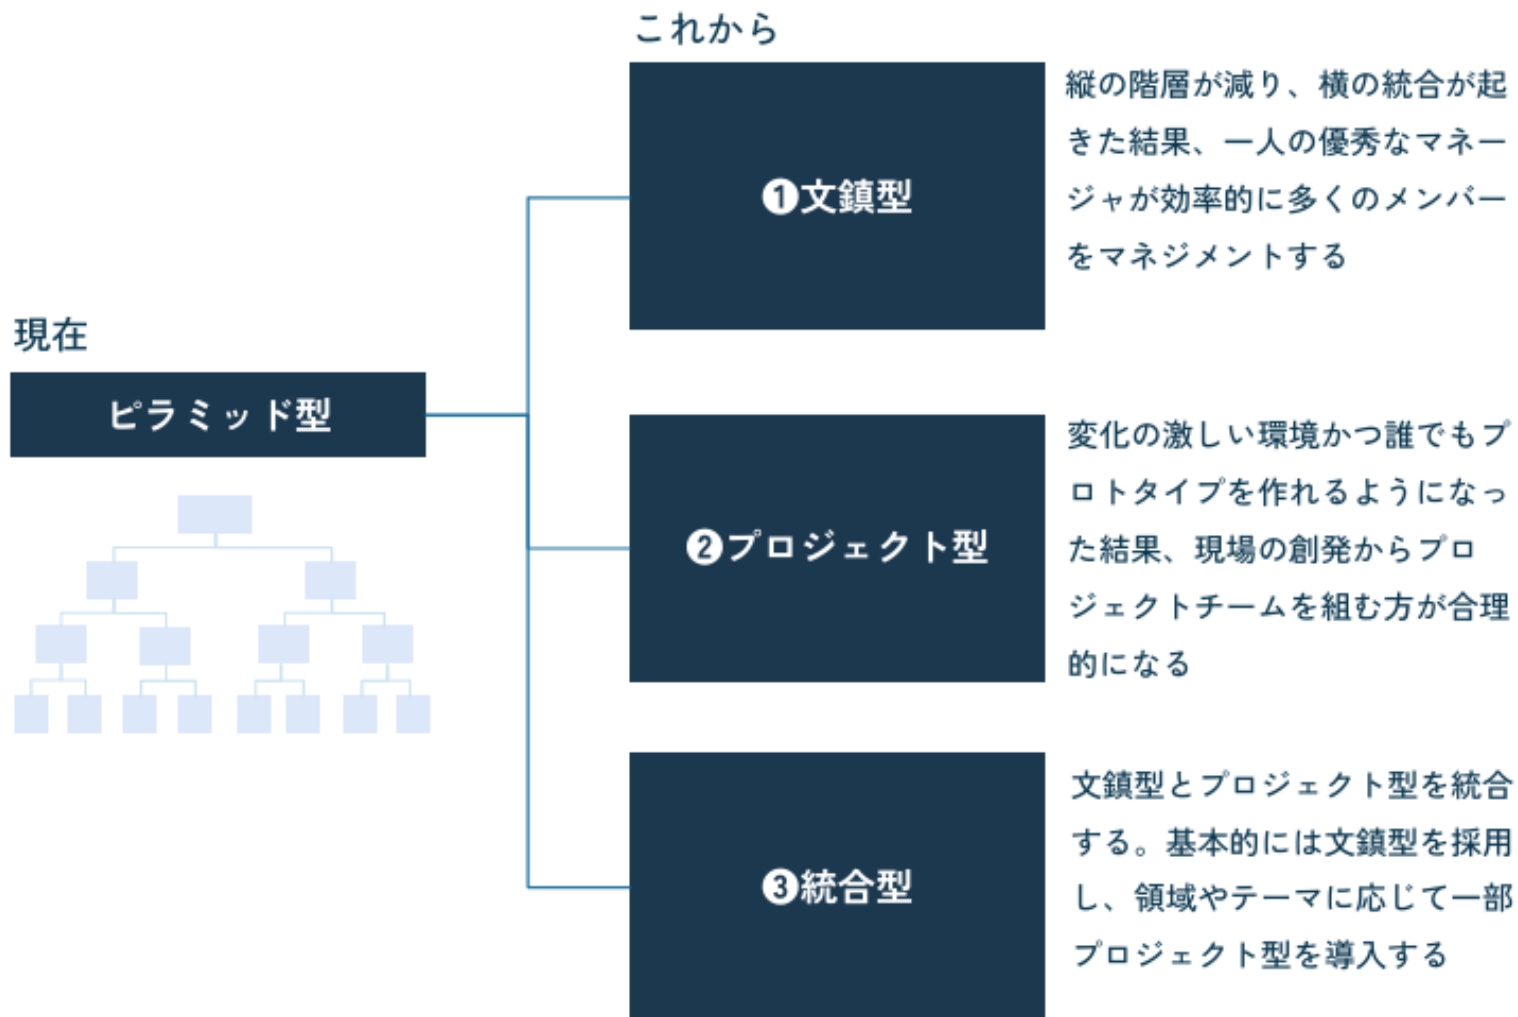 現在
ピラミッド型
これから
❶文鎮型
縦の階層が減り、横の統合が起
きた結果、一人の優秀なマネー
ジャが効率的に多くのメンバー
をマネジメントする
❷プロジェクト型
変化の激しい環境かつ誰でもプ
ロトタイプを作れるようになっ
た結果、現場の創発からプロ
ジェクトチームを組む方が合理
的になる
❸統合型
文鎮型とプロジェクト型を統合
する。基本的には文鎮型を採用
し、領域やテーマに応じて一部
プロジェクト型を導入する